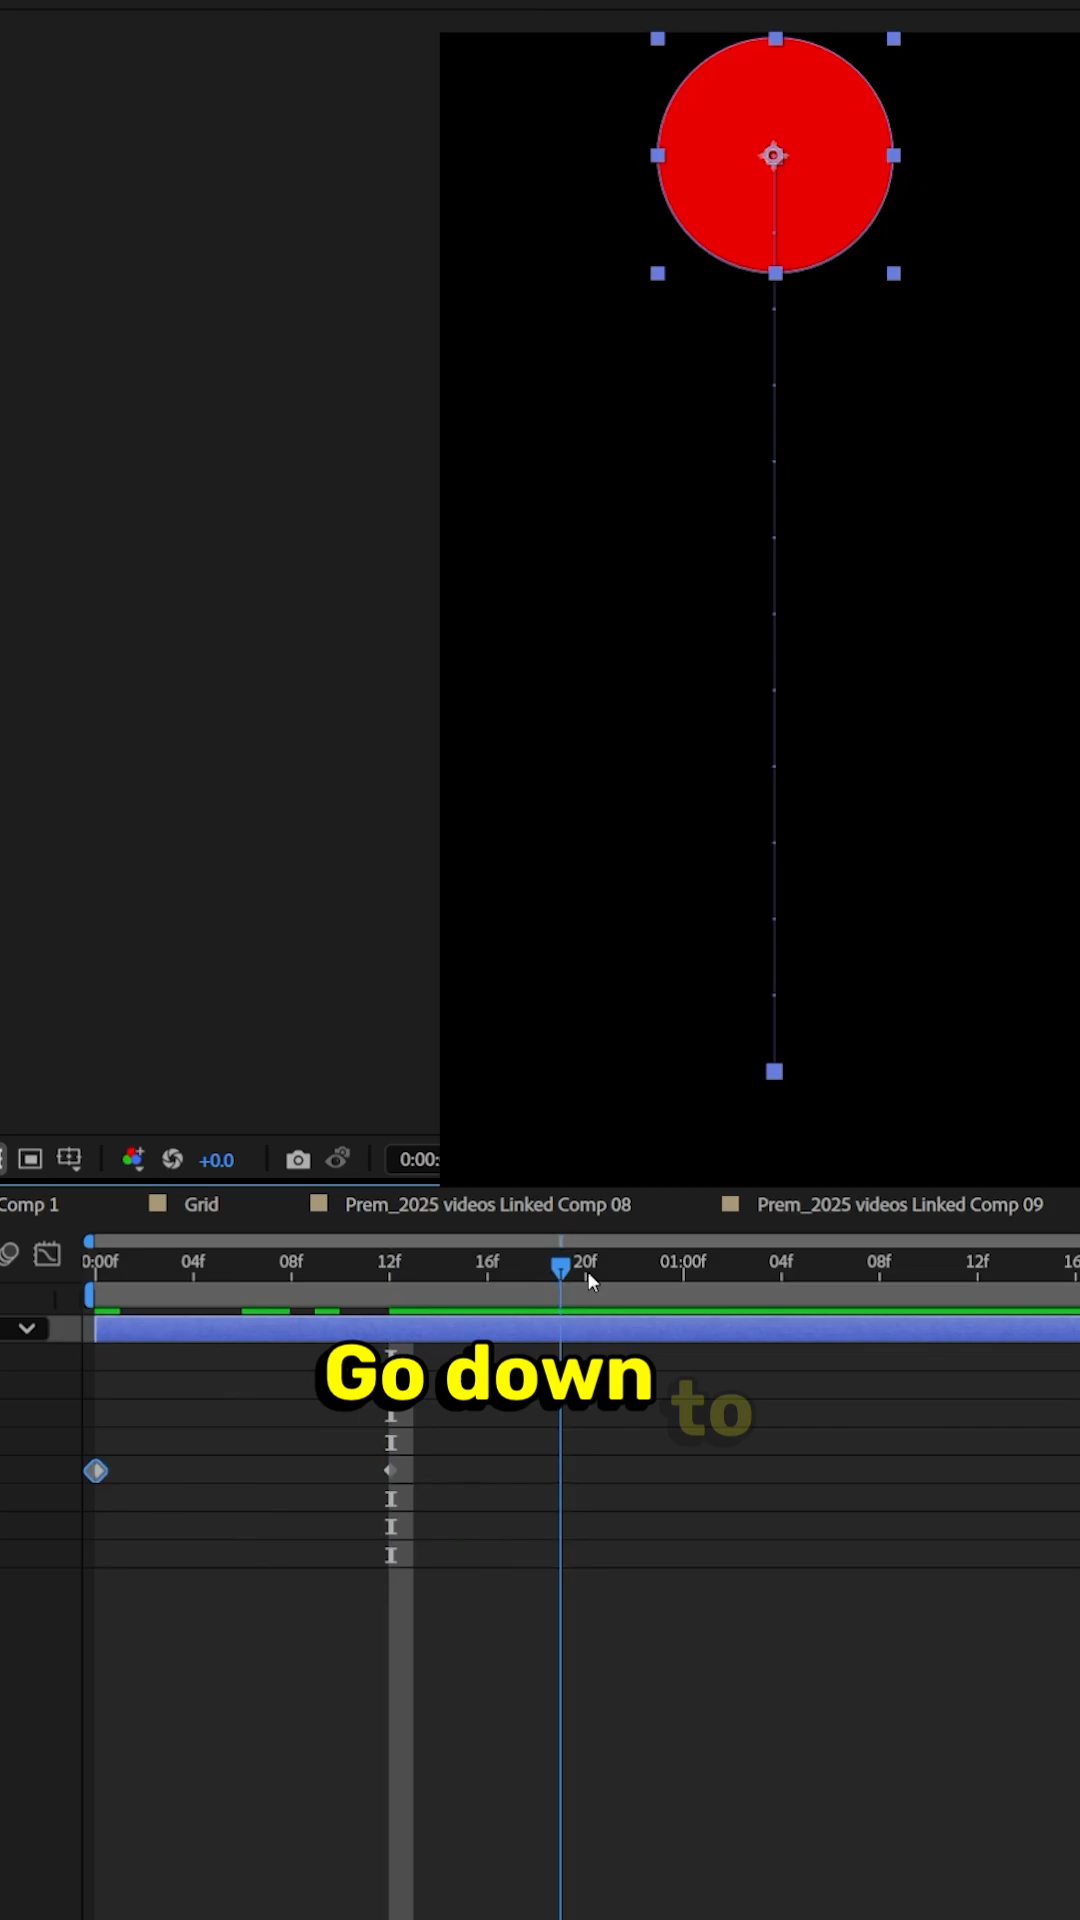 +0.0
0:00:
Comp 1
Grid
Prem_2025 videos Linked Comp 08
Prem_2025 videos Linked Comp 09
0:00f 04f 08f 12f 16f 20f 01:00f 04f 08f 12f 16
Go down to